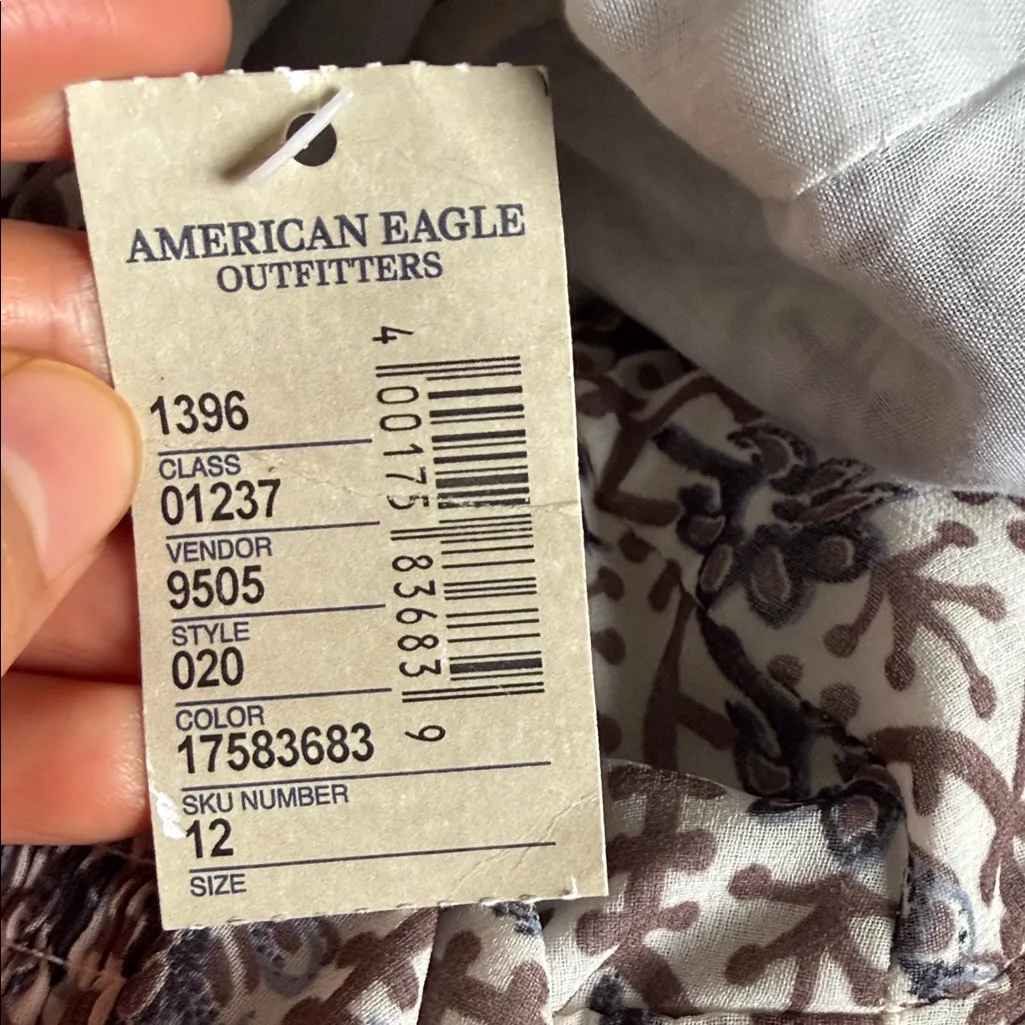 AMERICAN EAGLE
OUTFITTERS
1396
CLASS
01237
VENDOR
9505
STYLE
020
COLOR
17583683
SKU NUMBER
12
SIZE
4 00175 83683 9